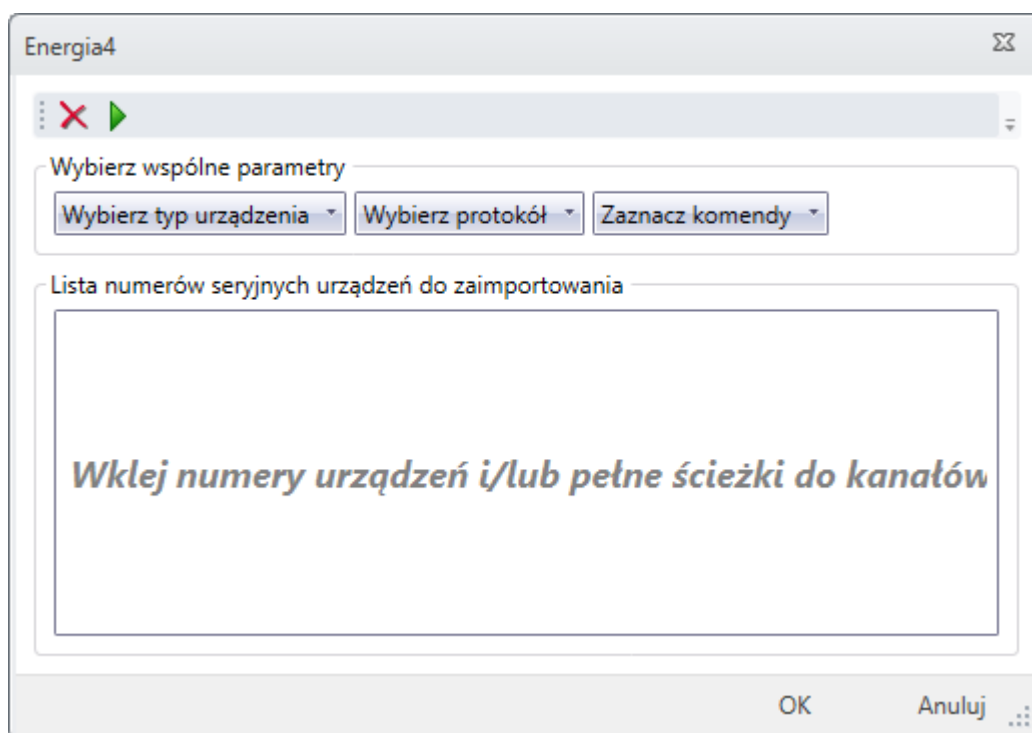 Energia4
Wybierz wspólne parametry
Wybierz typ urządzenia Wybierz protokół Zaznacz komendy
Lista numerów seryjnych urządzeń do zaimportowania
Wklej numery urządzeń i/lub pełne ścieżki do kanałów
OK Anuluj